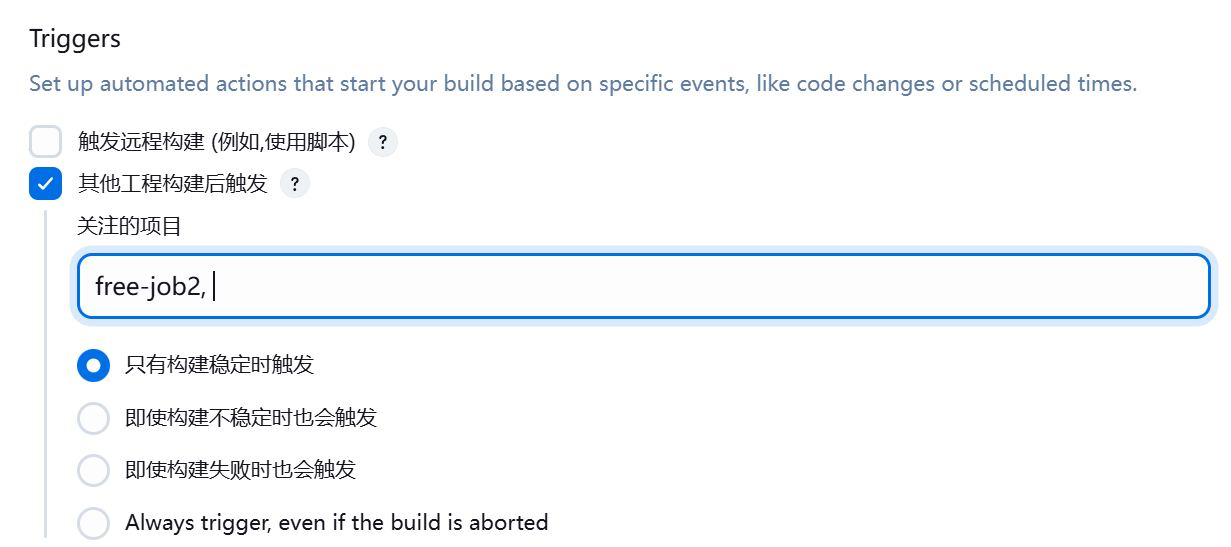 Triggers
Set up automated actions that start your build based on specific events, like code changes or scheduled times.
触发远程构建 (例如,使用脚本) ?
其他工程构建后触发 ?
关注的项目
free-job2,
只有构建稳定时触发
即使构建不稳定时也会触发
即使构建失败时也会触发
Always trigger, even if the build is aborted